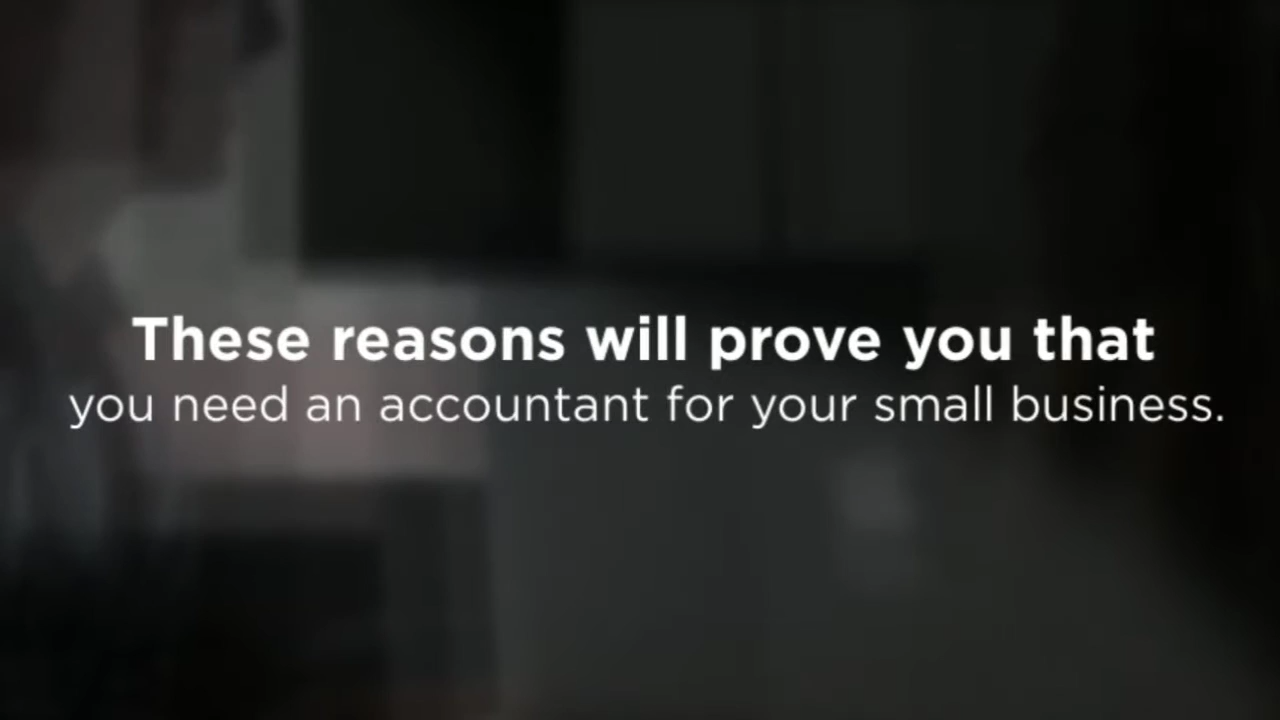 These reasons will prove you that
you need an accountant for your small business.